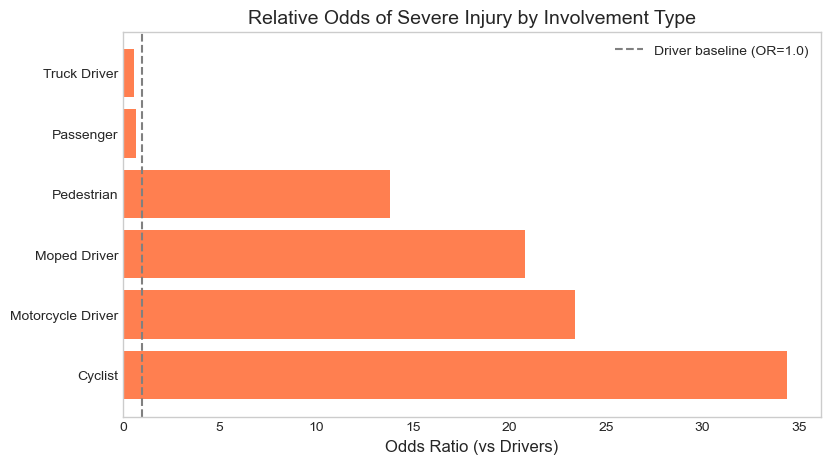 Relative Odds of Severe Injury by Involvement Type
Driver baseline (OR=1.0)
Truck Driver
Passenger
Pedestrian
Moped Driver
Motorcycle Driver
Cyclist
0 5 10 15 20 25 30 35
Odds Ratio (vs Drivers)